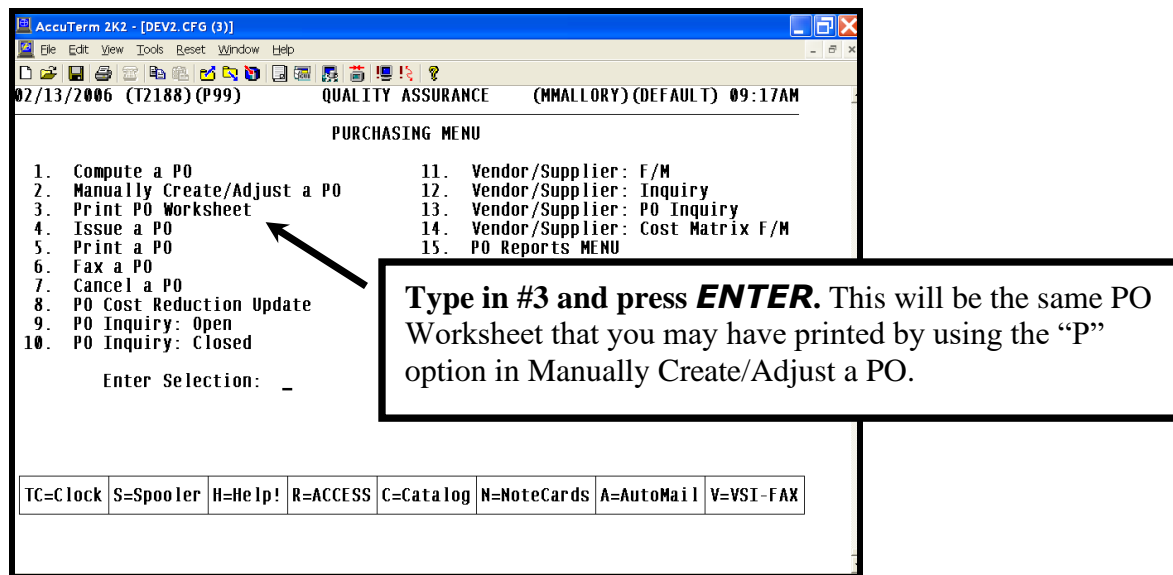 AccuTerm 2K2 - [DEV2.CFG (3)]
File Edit View Tools Reset Window Help
02/13/2006 (T2188)(P99) QUALITY ASSURANCE (MMALLORY)(DEFAULT) 09:17AM
PURCHASING MENU
1. Compute a PO 11. Vendor/Supplier: F/M
2. Manually Create/Adjust a PO 12. Vendor/Supplier: Inquiry
3. Print PO Worksheet 13. Vendor/Supplier: PO Inquiry
4. Issue a PO 14. Vendor/Supplier: Cost Matrix F/M
5. Print a PO 15. PO Reports MENU
6. Fax a PO
7. Cancel a PO
8. PO Cost Reduction Update
9. PO Inquiry: Open
10. PO Inquiry: Closed
Enter Selection: _
Type in #3 and press ENTER. This will be the same PO
Worksheet that you may have printed by using the “P”
option in Manually Create/Adjust a PO.
TC=Clock S=Spooler H=Help! R=ACCESS C=Catalog N=NoteCards A=AutoMail V=VSI-FAX